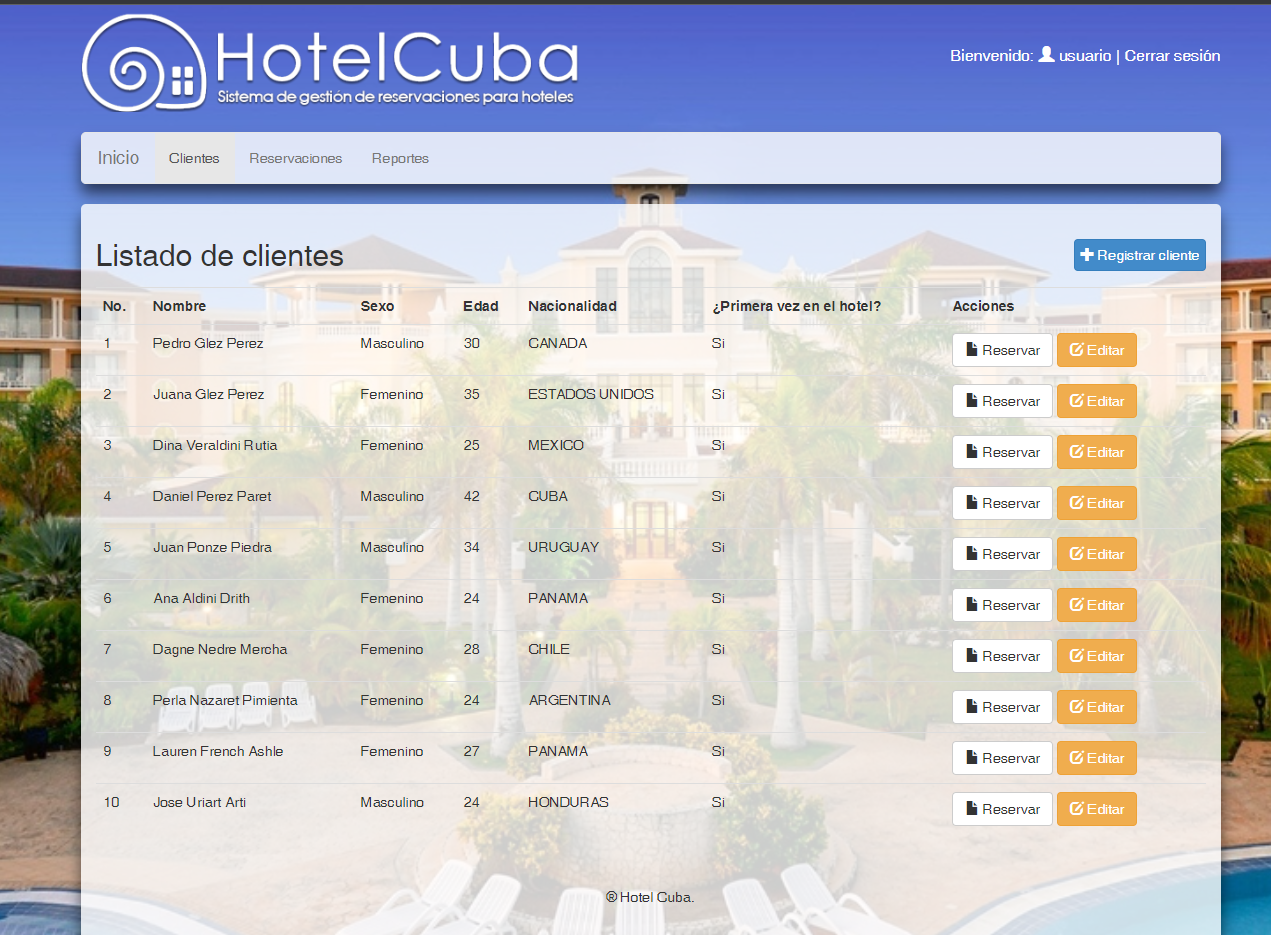 HotelCuba
Sistema de gestión de reservaciones para hoteles
Bienvenido: usuario | Cerrar sesión
Inicio Clientes Reservaciones Reportes
Listado de clientes
Registrar cliente
No. Nombre Sexo Edad Nacionalidad ¿Primera vez en el hotel? Acciones
1 Pedro Glez Perez Masculino 30 CANADA Si Reservar Editar
2 Juana Glez Perez Femenino 35 ESTADOS UNIDOS Si Reservar Editar
3 Dina Veraldini Rutia Femenino 25 MEXICO Si Reservar Editar
4 Daniel Perez Paret Masculino 42 CUBA Si Reservar Editar
5 Juan Ponze Piedra Masculino 34 URUGUAY Si Reservar Editar
6 Ana Aldini Drith Femenino 24 PANAMA Si Reservar Editar
7 Dagne Nedre Mercha Femenino 28 CHILE Si Reservar Editar
8 Perla Nazaret Pimienta Femenino 24 ARGENTINA Si Reservar Editar
9 Lauren French Ashle Femenino 27 PANAMA Si Reservar Editar
10 Jose Uriart Arti Masculino 24 HONDURAS Si Reservar Editar
® Hotel Cuba.